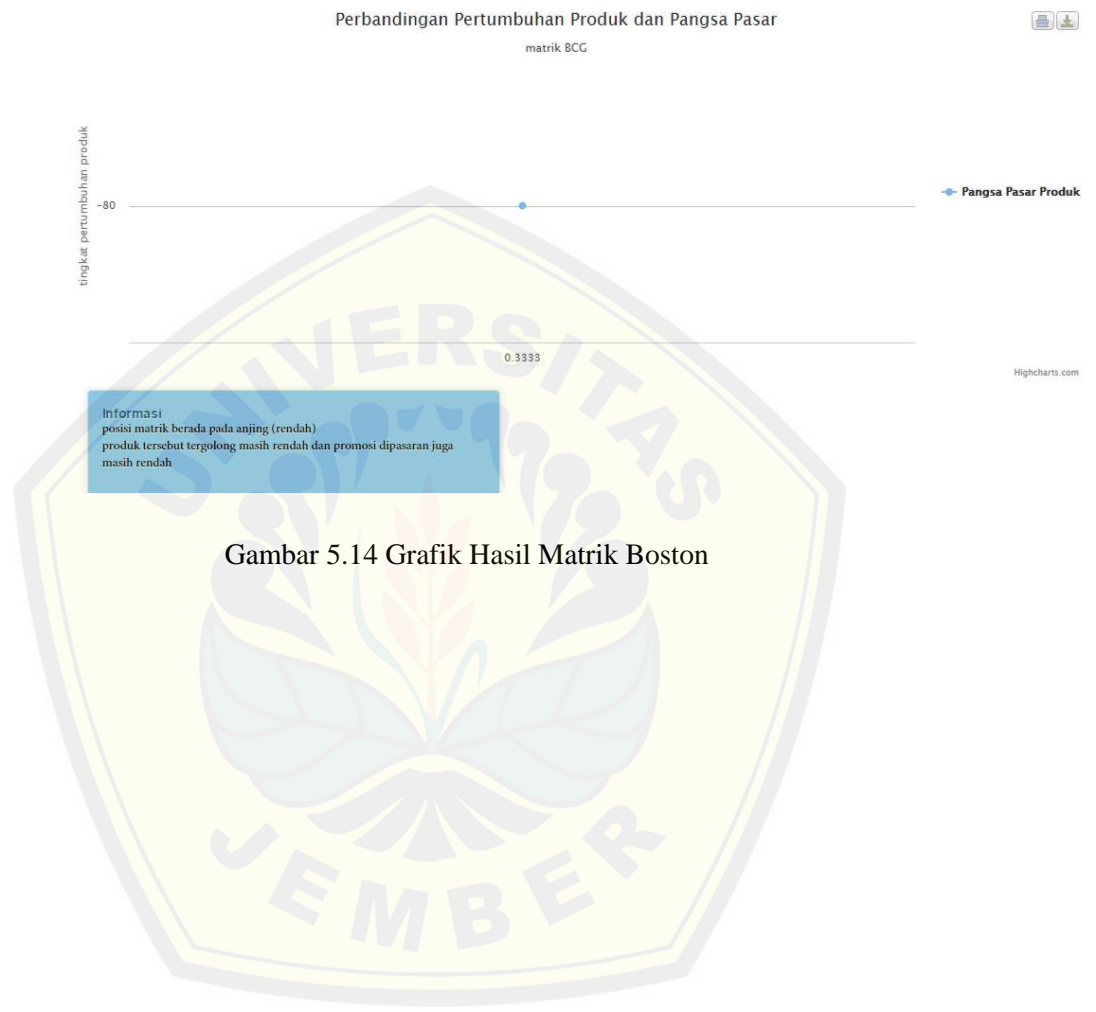 Perbandingan Pertumbuhan Produk dan Pangsa Pasar
matrik BCG
tingkat pertumbuhan produk
-80
Pangsa Pasar Produk
0.3333
Highcharts.com
Informasi
posisi matrik berada pada anjing (rendah)
produk tersebut tergolong masih rendah dan promosi dipasaran juga
masih rendah
Gambar 5.14 Grafik Hasil Matrik Boston
UNIVERSITAS
JEMBER